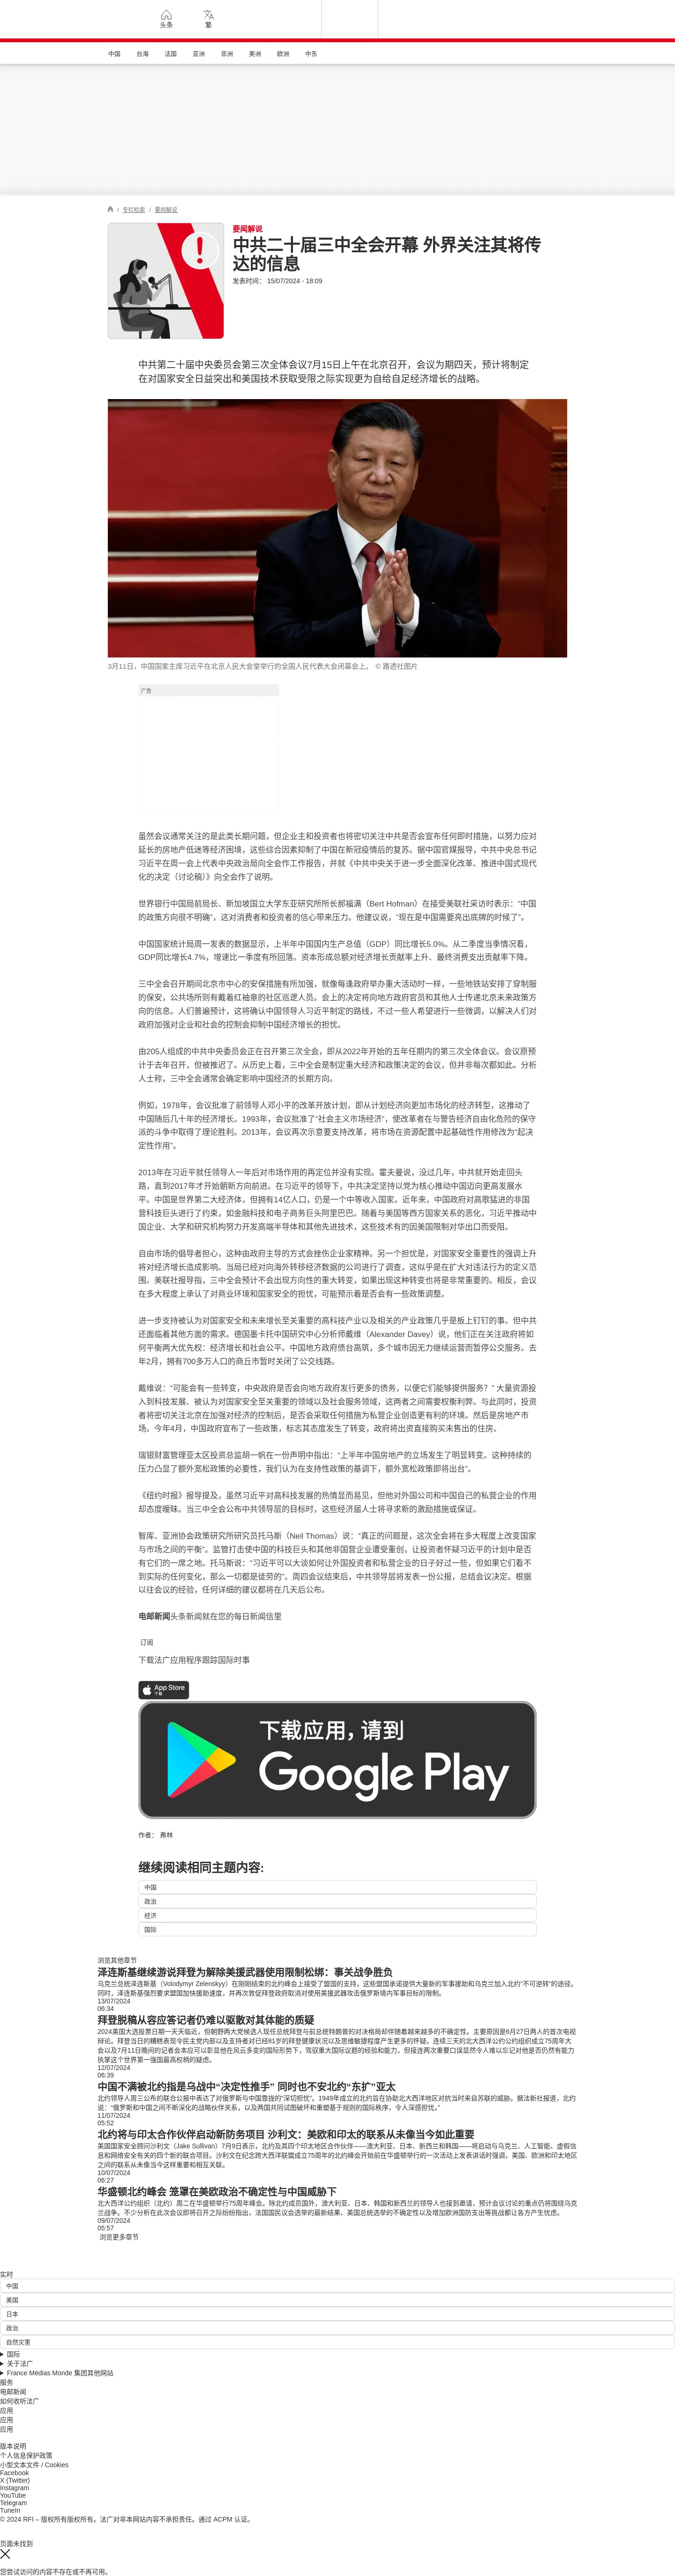 头条
繁
中国 台海 法国 亚洲 非洲 美洲 欧洲 中东
/ 专栏检索 / 要闻解说
要闻解说
中共二十届三中全会开幕 外界关注其将传
达的信息
发表时间： 15/07/2024 - 18:09
中共第二十届中央委员会第三次全体会议7月15日上午在北京召开，会议为期四天，预计将制定
在对国家安全日益突出和美国技术获取受限之际实现更为自给自足经济增长的战略。
3月11日，中国国家主席习近平在北京人民大会堂举行的全国人民代表大会闭幕会上。 © 路透社图片
广告
虽然会议通常关注的是此类长期问题，但企业主和投资者也将密切关注中共是否会宣布任何即时措施，以努力应对
延长的房地产低迷等经济困境，这些综合因素抑制了中国在新冠疫情后的复苏。据中国官媒报导，中共中央总书记
习近平在周一会上代表中央政治局向全会作工作报告，并就《中共中央关于进一步全面深化改革、推进中国式现代
化的决定（讨论稿）》向全会作了说明。
世界银行中国局前局长、新加坡国立大学东亚研究所所长郝福满（Bert Hofman）在接受美联社采访时表示：“中国
的政策方向很不明确”，这对消费者和投资者的信心带来压力。他建议说，“现在是中国需要亮出底牌的时候了”。
中国国家统计局周一发表的数据显示，上半年中国国内生产总值（GDP）同比增长5.0%。从二季度当季情况看，
GDP同比增长4.7%，增速比一季度有所回落。资本形成总额对经济增长贡献率上升、最终消费支出贡献率下降。
三中全会召开期间北京市中心的安保措施有所加强，就像每逢政府举办重大活动时一样，一些地铁站安排了穿制服
的保安，公共场所则有戴着红袖章的社区巡逻人员。会上的决定将向地方政府官员和其他人士传递北京未来政策方
向的信息。人们普遍预计，这将确认中国领导人习近平制定的路线，不过一些人希望进行一些微调，以解决人们对
政府加强对企业和社会的控制会抑制中国经济增长的担忧。
由205人组成的中共中央委员会正在召开第三次全会，即从2022年开始的五年任期内的第三次全体会议。会议原预
计于去年召开，但被推迟了。从历史上看，三中全会是制定重大经济和政策决定的会议，但并非每次都如此。分析
人士称，三中全会通常会确定影响中国经济的长期方向。
例如，1978年，会议批准了前领导人邓小平的改革开放计划，即从计划经济向更加市场化的经济转型，这推动了
中国随后几十年的经济增长。1993年，会议批准了“社会主义市场经济”，使改革者在与警告经济自由化危险的保守
派的斗争中取得了理论胜利。2013年，会议再次示意要支持改革，将市场在资源配置中起基础性作用修改为“起决
定性作用”。
2013年在习近平就任领导人一年后对市场作用的再定位并没有实现。霍夫曼说，没过几年，中共就开始走回头
路，直到2017年才开始朝新方向前进。在习近平的领导下，中共决定坚持以党为核心推动中国迈向更高发展水
平。中国是世界第二大经济体，但拥有14亿人口，仍是一个中等收入国家。近年来，中国政府对高歌猛进的非国
营科技巨头进行了约束，如金融科技和电子商务巨头阿里巴巴。随着与美国等西方国家关系的恶化，习近平推动中
国企业、大学和研究机构努力开发高端半导体和其他先进技术，这些技术有的因美国限制对华出口而受阻。
自由市场的倡导者担心，这种由政府主导的方式会挫伤企业家精神。另一个担忧是，对国家安全重要性的强调上升
将对经济增长造成影响。当局已经对向海外转移经济数据的公司进行了调查，这似乎是在扩大对违法行为的定义范
围。美联社报导指，三中全会预计不会出现方向性的重大转变，如果出现这种转变也将是非常重要的。相反，会议
在多大程度上承认了对商业环境和国家安全的担忧，可能预示着是否会有一些政策调整。
进一步支持被认为对国家安全和未来增长至关重要的高科技产业以及相关的产业政策几乎是板上钉钉的事。但中共
还面临着其他方面的需求。德国墨卡托中国研究中心分析师戴维（Alexander Davey）说，他们正在关注政府将如
何平衡两大优先权：经济增长和社会公平。中国地方政府债台高筑，多个城市因无力继续运营而暂停公交服务。去
年2月，拥有700多万人口的商丘市暂时关闭了公交线路。
戴维说：“可能会有一些转变，中央政府是否会向地方政府发行更多的债务，以便它们能够提供服务？” 大量资源投
入到科技发展、被认为对国家安全至关重要的领域以及社会服务领域，这两者之间需要权衡利弊。与此同时，投资
者将密切关注北京在加强对经济的控制后，是否会采取任何措施为私营企业创造更有利的环境。然后是房地产市
场。今年4月，中国政府宣布了一些政策，标志其态度发生了转变，政府将出资直接购买未售出的住房。
瑞银财富管理亚太区投资总监胡一帆在一份声明中指出：“上半年中国房地产的立场发生了明显转变。这种持续的
压力凸显了额外宽松政策的必要性，我们认为在支持性政策的基调下，额外宽松政策即将出台”。
《纽约时报》报导提及，虽然习近平对高科技发展的热情显而易见，但他对外国公司和中国自己的私营企业的作用
却态度暧昧。当三中全会公布中共领导层的目标时，这些经济届人士将寻求新的激励措施或保证。
智库、亚洲协会政策研究所研究员托马斯（Neil Thomas）说：“真正的问题是，这次全会将在多大程度上改变国家
与市场之间的平衡”。监管打击使中国的科技巨头和其他非国营企业遭受重创，让投资者怀疑习近平的计划中是否
有它们的一席之地。托马斯说：“习近平可以大谈如何让外国投资者和私营企业的日子好过一些，但如果它们看不
到实际的任何变化，那么一切都是徒劳的”。周四会议结束后，中共领导层将发表一份公报，总结会议决定。根据
以往会议的经验，任何详细的建议都将在几天后公布。
电邮新闻头条新闻就在您的每日新闻信里
订阅
下载法广应用程序跟踪国际时事
App Store
下载
下载应用，请到
Google Play
作者： 弗林
继续阅读相同主题内容:
中国
政治
经济
国际
浏览其他章节
泽连斯基继续游说拜登为解除美援武器使用限制松绑：事关战争胜负
乌克兰总统泽连斯基（Volodymyr Zelenskyy）在刚刚结束的北约峰会上接受了盟国的支持，这些盟国承诺提供大量新的军事援助和乌克兰加入北约“不可逆转”的途径。
同时，泽连斯基强烈要求盟国加快援助速度，并再次敦促拜登政府取消对使用美援武器攻击俄罗斯境内军事目标的限制。
13/07/2024
06:34
拜登脱稿从容应答记者仍难以驱散对其体能的质疑
2024美国大选投票日期一天天临近，但朝野两大党候选人现任总统拜登与前总统特朗普的对决格局却伴随着越来越多的不确定性。主要原因是6月27日两人的首次电视
辩论。拜登当日的糟糕表现令民主党内部以及支持者对已经81岁的拜登健康状况以及思维敏捷程度产生更多的怀疑。连续三天的北大西洋公约公约组织成立75周年大
会以及7月11日晚间的记者会本应可以彰显他在风云多变的国际形势下，驾驭重大国际议题的经验和能力，但接连两次重要口误显然令人难以忘记对他是否仍然有能力
执掌这个世界第一强国最高权柄的疑虑。
12/07/2024
06:39
中国不满被北约指是乌战中“决定性推手” 同时也不安北约“东扩”亚太
北约领导人周三公布的联合公报中表达了对俄罗斯与中国靠拢的“深切担忧”。1949年成立的北约旨在协助北大西洋地区对抗当时来自苏联的威胁。据法新社报道，北约
说：“俄罗斯和中国之间不断深化的战略伙伴关系，以及两国共同试图破坏和重塑基于规则的国际秩序，令人深感担忧。”
11/07/2024
05:52
北约将与印太合作伙伴启动新防务项目 沙利文：美欧和印太的联系从未像当今如此重要
美国国家安全顾问沙利文（Jake Sullivan）7月9日表示，北约及其四个印太地区合作伙伴——澳大利亚、日本、新西兰和韩国——将启动与乌克兰、人工智能、虚假信
息和网络安全有关的四个新的联合项目。沙利文在纪念跨大西洋联盟成立75周年的北约峰会开始前在华盛顿举行的一次活动上发表讲话时强调，美国、欧洲和印太地区
之间的联系从未像当今这样重要和相互关联。
10/07/2024
06:27
华盛顿北约峰会 笼罩在美欧政治不确定性与中国威胁下
北大西洋公约组织（北约）周二在华盛顿举行75周年峰会。除北约成员国外，澳大利亚、日本、韩国和新西兰的领导人也接到邀请，预计会议讨论的重点仍将围绕乌克
兰战争。不少分析在此次会议即将召开之际纷纷指出，法国国民议会选举的最新结果、美国总统选举的不确定性以及增加欧洲国防支出等挑战都让各方产生忧虑。
09/07/2024
05:57
浏览更多章节
实时
中国
美国
日本
政治
自然灾害
国际
关于法广
France Médias Monde 集团其他网站
服务
电邮新闻
如何收听法广
应用
应用
应用
版本说明
个人信息保护政策
小型文本文件 / Cookies
Facebook
X (Twitter)
Instagram
YouTube
Telegram
TuneIn
© 2024 RFI – 版权所有版权所有。法广对非本网站内容不承担责任。通过 ACPM 认证。
页面未找到
您尝试访问的内容不存在或不再可用。